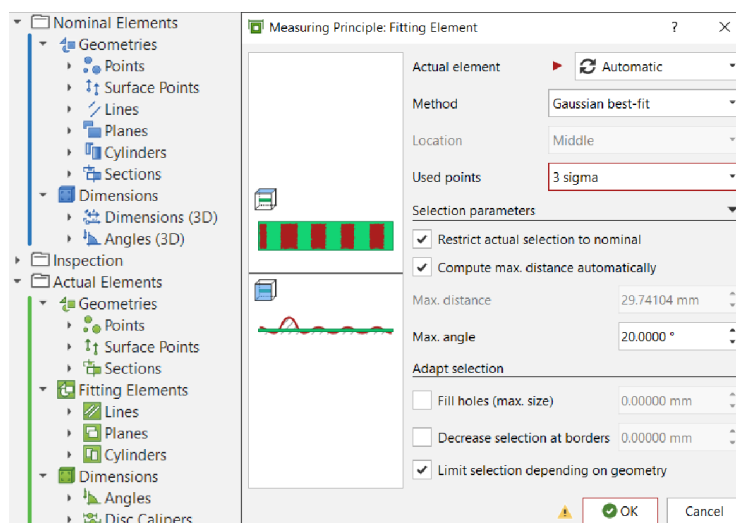 Nominal Elements
Geometries
Points
Surface Points
Lines
Planes
Cylinders
Sections
Dimensions
Dimensions (3D)
Angles (3D)
Inspection
Actual Elements
Geometries
Points
Surface Points
Sections
Fitting Elements
Lines
Planes
Cylinders
Dimensions
Angles
Disc Calipers
Measuring Principle: Fitting Element ?
Actual element Automatic
Method Gaussian best-fit
Location Middle
Used points 3 sigma
Selection parameters
Restrict actual selection to nominal
Compute max. distance automatically
Max. distance 29.74104 mm
Max. angle 20.0000 °
Adapt selection
Fill holes (max. size) 0.00000 mm
Decrease selection at borders 0.00000 mm
Limit selection depending on geometry
OK Cancel